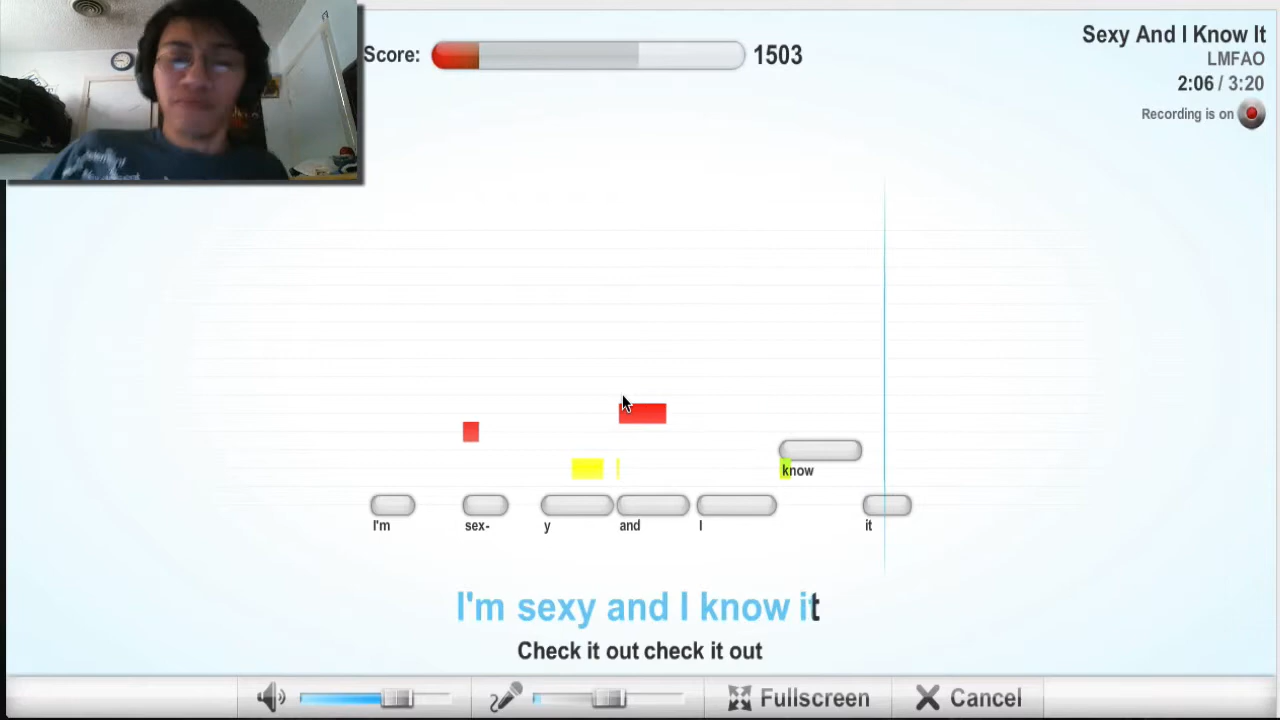 Score: 1503
Sexy And I Know It
LMFAO
2:06 / 3:20
Recording is on
know
I'm sex- y and I it
I'm sexy and I know it
Check it out check it out
Fullscreen Cancel